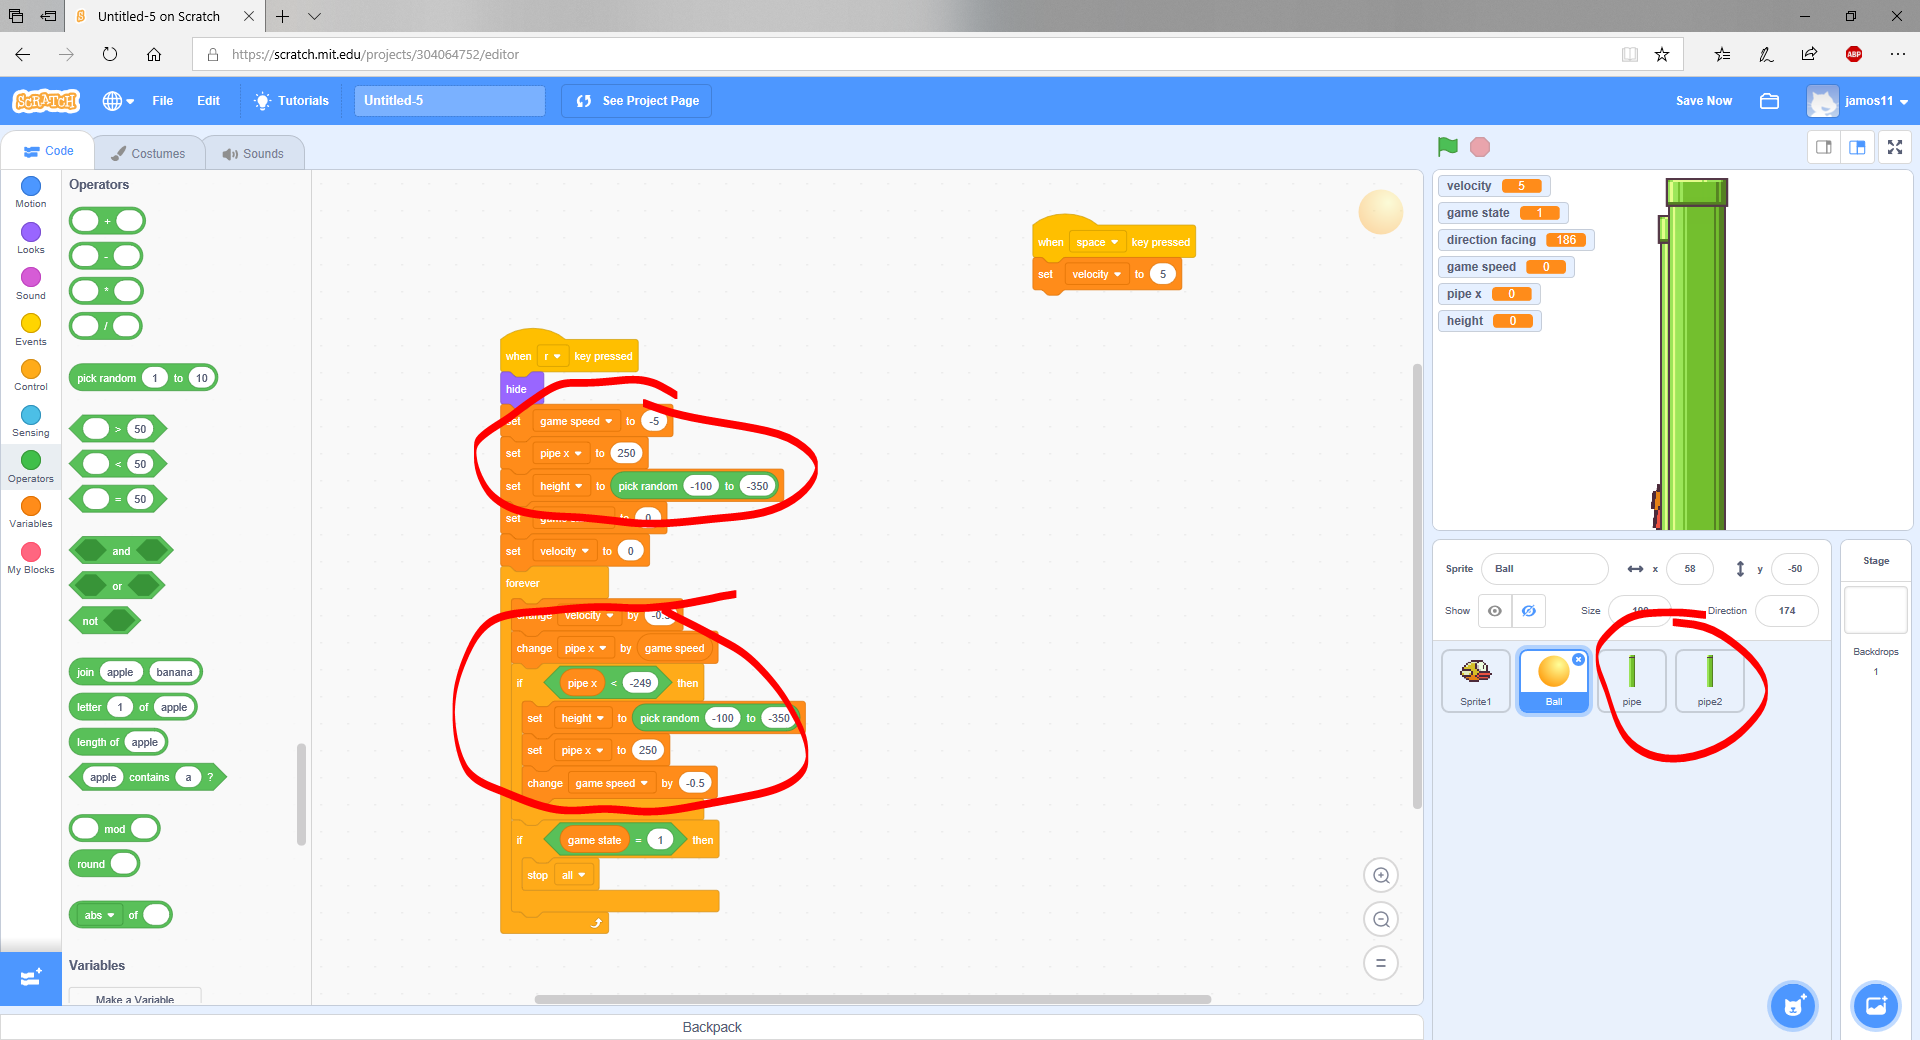 Untitled-5 on Scratch
https://scratch.mit.edu/projects/304064752/editor
ABP
SCRATCH
File
Edit
Tutorials
Untitled-5
See Project Page
Save Now
jamos11
Code
Costumes
Sounds
Motion
Looks
Sound
Events
Control
Sensing
Operators
Variables
My Blocks
Operators
+
-
*
/
pick random 1 to 10
> 50
< 50
= 50
and
or
not
join apple banana
letter 1 of apple
length of apple
apple contains a ?
mod
round
abs of
Variables
Make a Variable
when r key pressed
hide
set game speed to -5
set pipe x to 250
set height to pick random -100 to -350
set to 0
set velocity to 0
forever
change velocity by
change pipe x by game speed
if pipe x < -249 then
set height to pick random -100 to -350
set pipe x to 250
change game speed by -0.5
if game state = 1 then
stop all
when space key pressed
set velocity to 5
=
Backpack
velocity 5
game state 1
direction facing 186
game speed 0
pipe x 0
height 0
Sprite Ball x 58 y -50
Show Size 100 Direction 174
Sprite1
Ball
pipe
pipe2
Stage
Backdrops
1